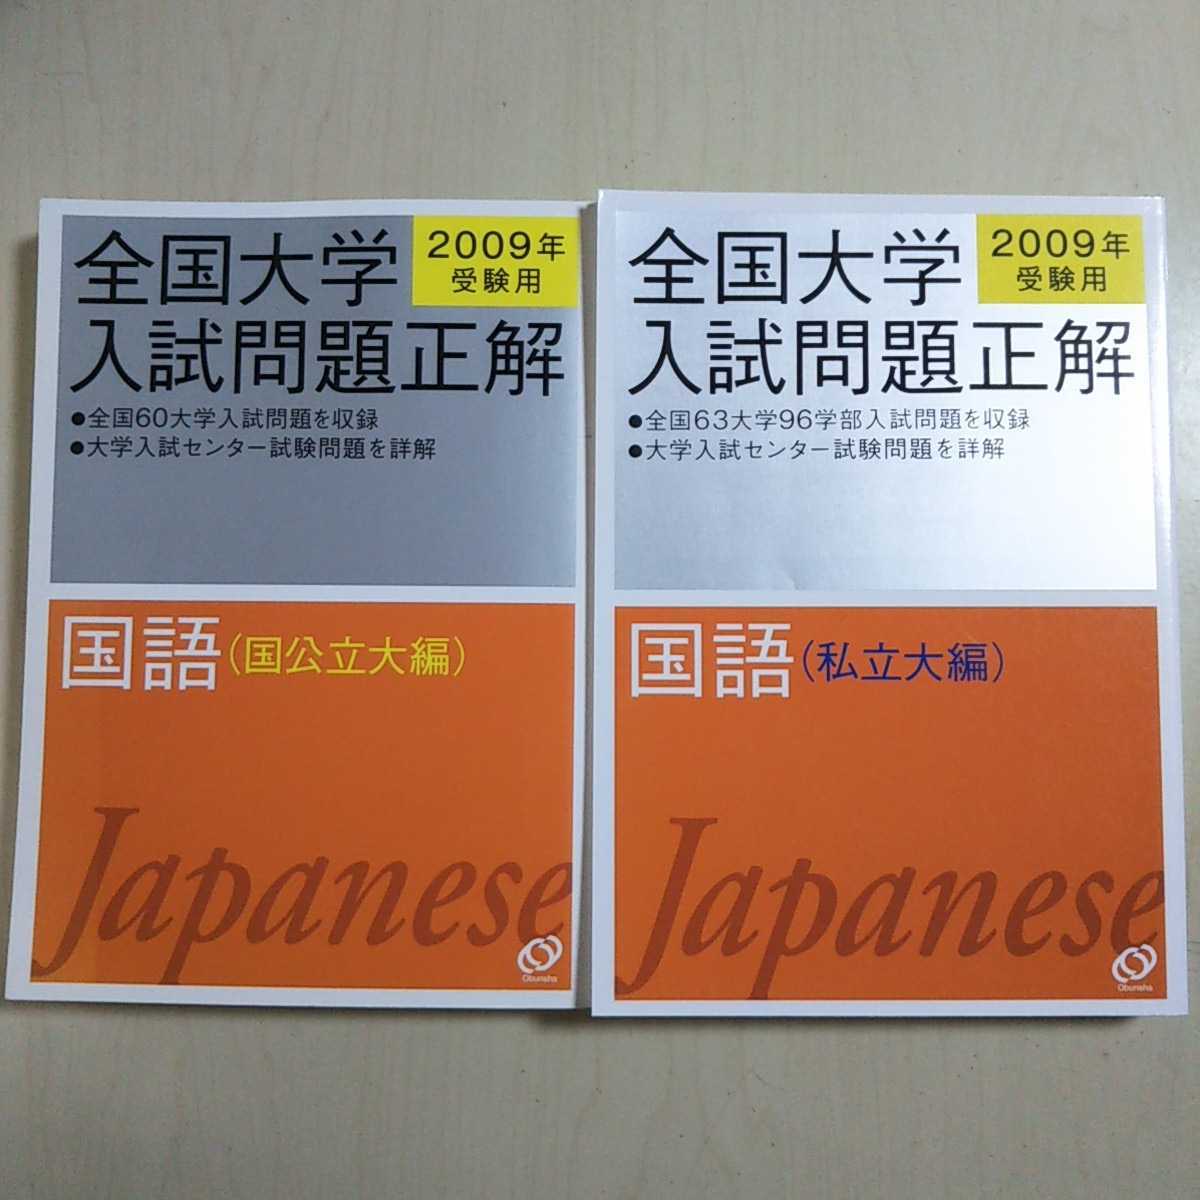 全国大学
2009年
受験用
入試問題正解
●全国60大学入試問題を収録
●大学入試センター試験問題を詳解
国語(国公立大編)
Japanese
Obunsha
全国大学
2009年
受験用
入試問題正解
●全国63大学96学部入試問題を収録
●大学入試センター試験問題を詳解
国語(私立大編)
Japanese
Obunsha